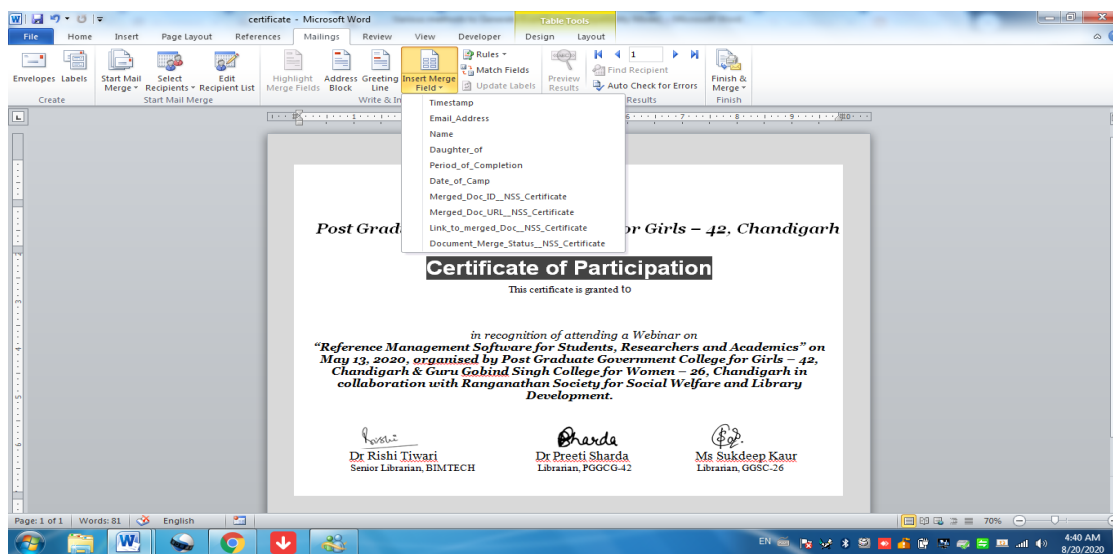 certificate - Microsoft Word
Table Tools
File Home Insert Page Layout References Mailings Review View Developer Design Layout
Envelopes Labels
Create
Start Mail Merge
Select Recipients
Edit Recipient List
Start Mail Merge
Highlight Merge Fields
Address Block
Greeting Line
Insert Merge Field
Rules
Match Fields
Update Labels
Write & In
Preview Results
1
Find Recipient
Auto Check for Errors
Results
Finish & Merge
Finish
Timestamp
Email_Address
Name
Daughter_of
Period_of_Completion
Date_of_Camp
Merged_Doc_ID__NSS_Certificate
Merged_Doc_URL__NSS_Certificate
Link_to_merged_Doc__NSS_Certificate
Document_Merge_Status__NSS_Certificate
Post Grad or Girls – 42, Chandigarh
Certificate of Participation
This certificate is granted to
in recognition of attending a Webinar on
“Reference Management Software for Students, Researchers and Academics” on
May 13, 2020, organised by Post Graduate Government College for Girls – 42,
Chandigarh & Guru Gobind Singh College for Women – 26, Chandigarh in
collaboration with Ranganathan Society for Social Welfare and Library
Development.
Dr Rishi Tiwari Dr Preeti Sharda Ms Sukdeep Kaur
Senior Librarian, BIMTECH Librarian, PGGCG-42 Librarian, GGSC-26
Page: 1 of 1 Words: 81 English 70%
EN 4:40 AM
8/20/2020